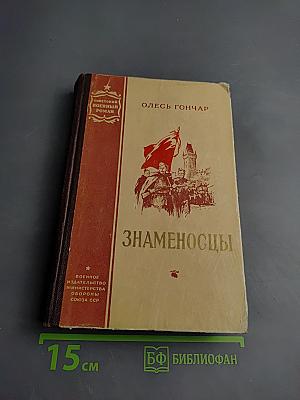 СОВЕТСКИЙ
ВОЕННЫЙ
РОМАН
ОЛЕСЬ ГОНЧАР
ЗНАМЕНОСЦЫ
ВОЕННОЕ
ИЗДАТЕЛЬСТВО
МИНИСТЕРСТВА
ОБОРОНЫ
СОЮЗА ССР
15 см
БФ БИБЛИОФАН